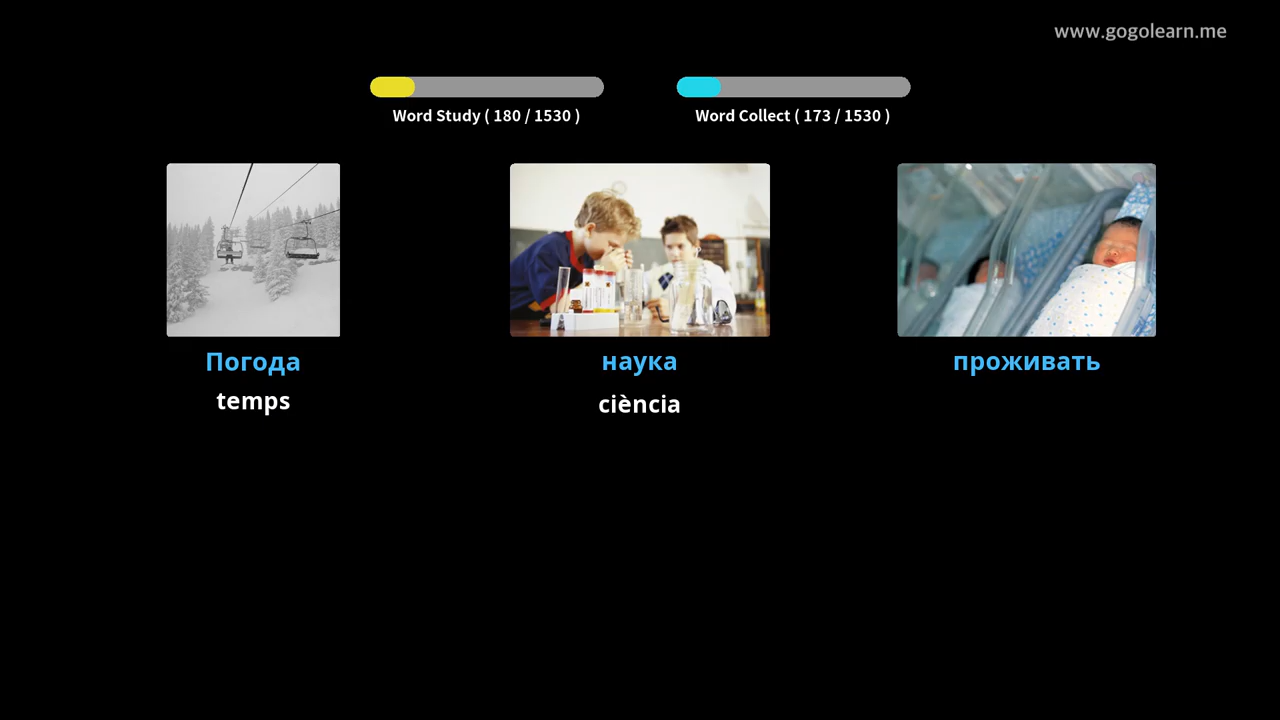 www.gogolearn.me
Word Study ( 180 / 1530 )
Word Collect ( 173 / 1530 )
Погода
temps
наука
ciència
проживать